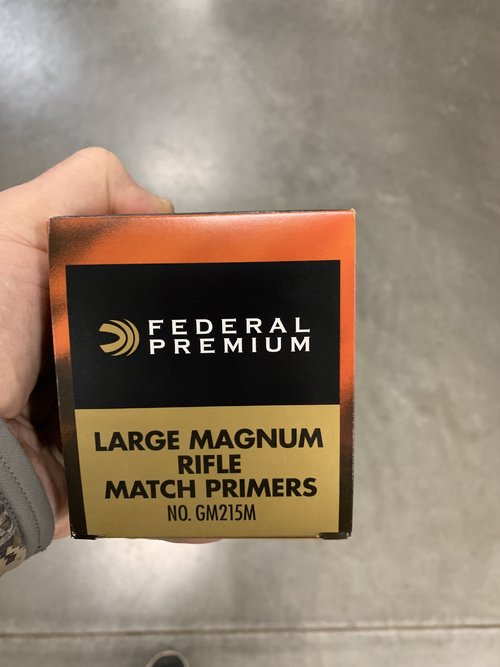 FEDERAL
PREMIUM
LARGE MAGNUM
RIFLE
MATCH PRIMERS
NO. GM215M